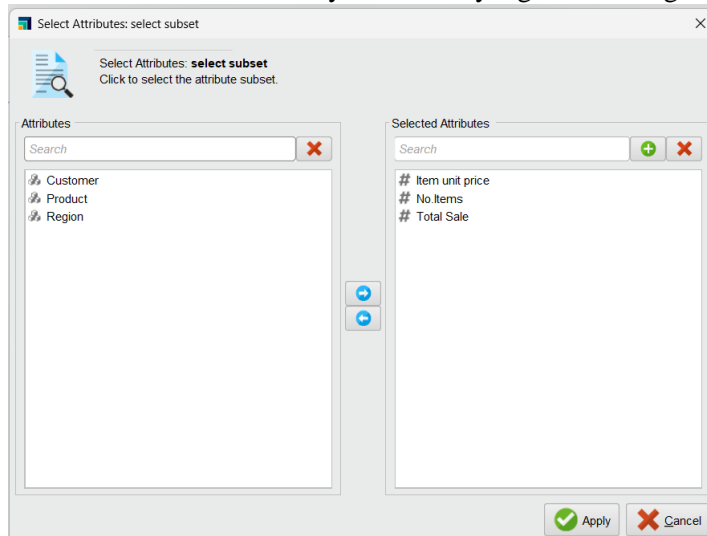 Select Attributes: select subset
Select Attributes: select subset
Click to select the attribute subset.
Attributes
Search
Customer
Product
Region
Selected Attributes
Search
# Item unit price
# No.Items
# Total Sale
Apply
Cancel